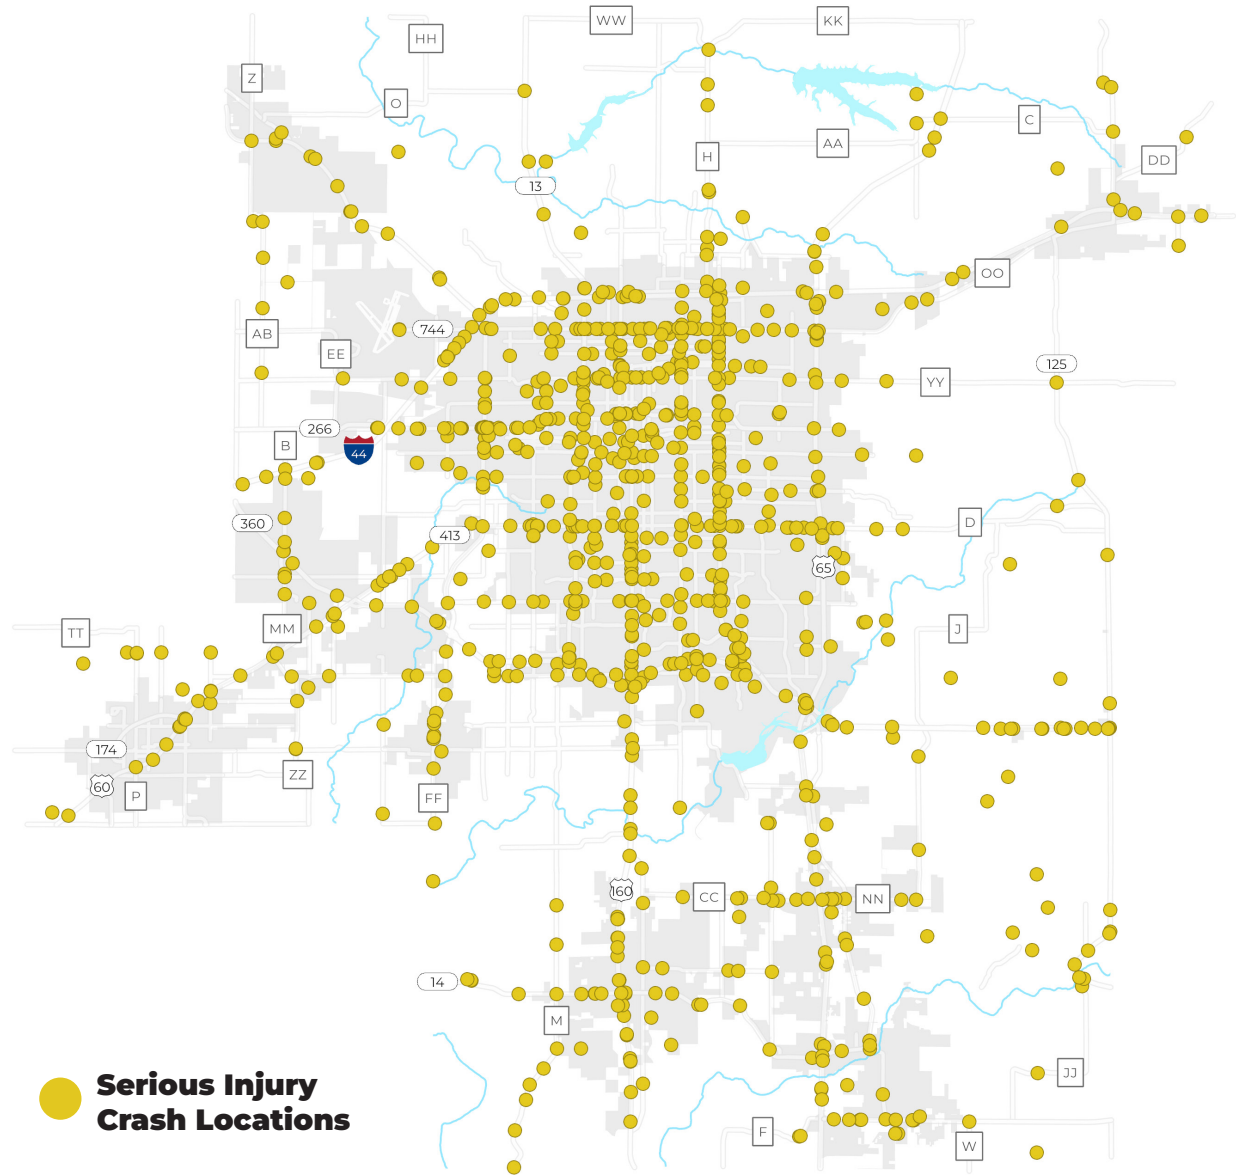 WW
KK
HH
Z
O
C
AA
H
DD
13
OO
744
AB
EE
125
YY
266
B
44
360
D
413
65
TT
MM
J
174
ZZ
60
P
FF
160
CC
NN
14
M
JJ
Serious Injury
Crash Locations
F
W